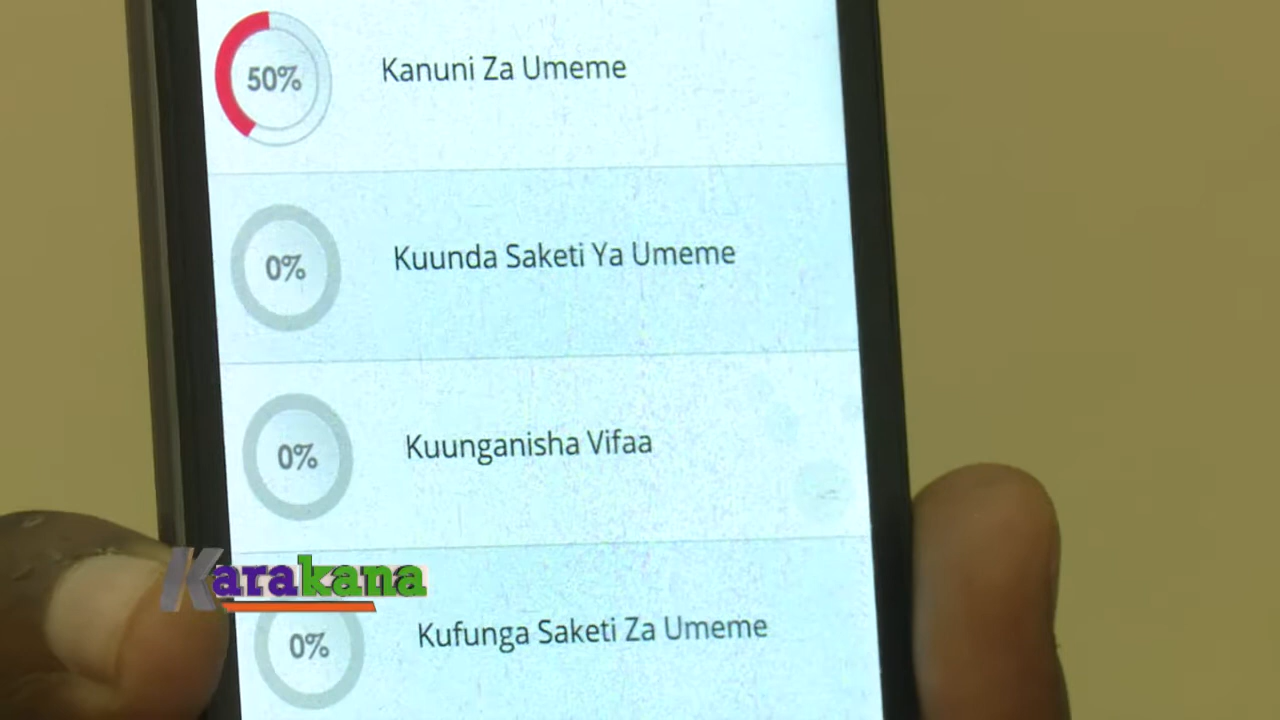 50% Kanuni Za Umeme
0% Kuunda Saketi Ya Umeme
0% Kuunganisha Vifaa
Karakana
0% Kufunga Saketi Za Umeme